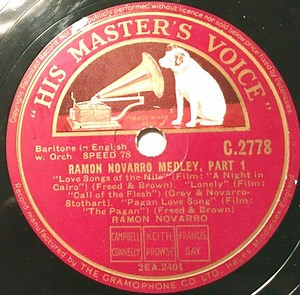 "HIS MASTER'S VOICE"
Baritone in English
w. Orch SPEED 78
C.2778
RAMON NOVARRO MEDLEY, PART 1
"Love Songs of the Nile" (Film: "A Night in
Cairo") (Freed & Brown). "Lonely" (Film:
"Call of the Flesh") (Grey & Novarro-
Stothart). "Pagan Love Song" (Film:
"The Pagan") (Freed & Brown)
RAMON NOVARRO
CAMPBELL
CONNELLY
KEITH
PROWSE
FRANCIS
DAY
2EA.2401
THE GRAMOPHONE CO LTD.